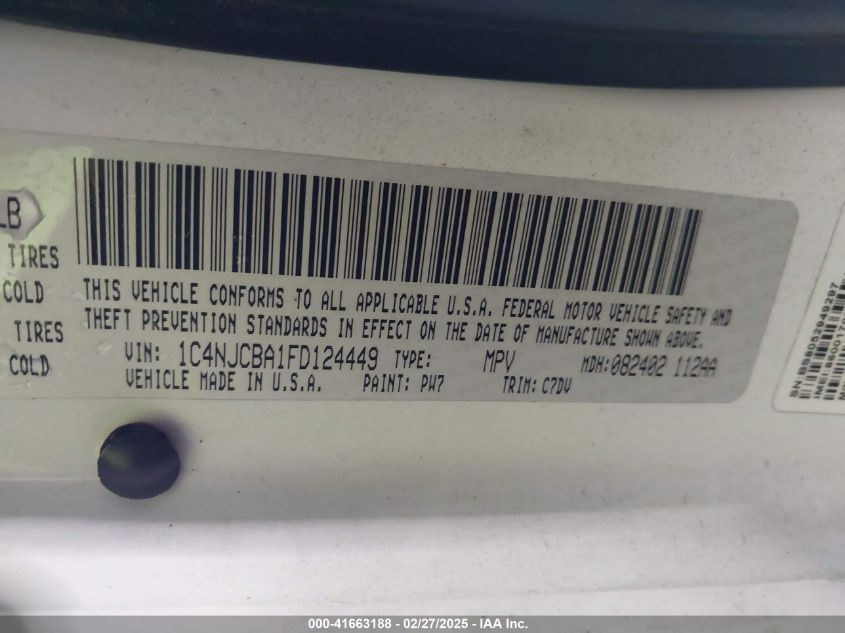 LB
TIRES
COLD
TIRES
COLD
THIS VEHICLE CONFORMS TO ALL APPLICABLE U.S.A. FEDERAL MOTOR VEHICLE SAFETY AND
THEFT PREVENTION STANDARDS IN EFFECT ON THE DATE OF MANUFACTURE SHOWN ABOVE.
VIN: 1C4NJCBA1FD124449 TYPE: MPV MDH:082402 112AA
VEHICLE MADE IN U.S.A. PAINT: PW7 TRIM: C7DV
000-41663188 - 02/27/2025 - IAA Inc.